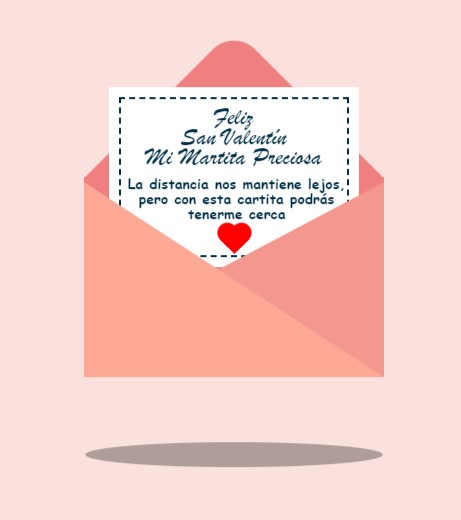 Feliz
San Valentín
Mi Martita Preciosa
La distancia nos mantiene lejos,
pero con esta cartita podrás
tenerme cerca